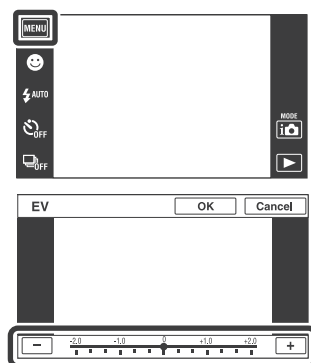 MENU
AUTO
OFF
MODE
OFF
EV OK Cancel
-2.0 -1.0 0 +1.0 +2.0
− +